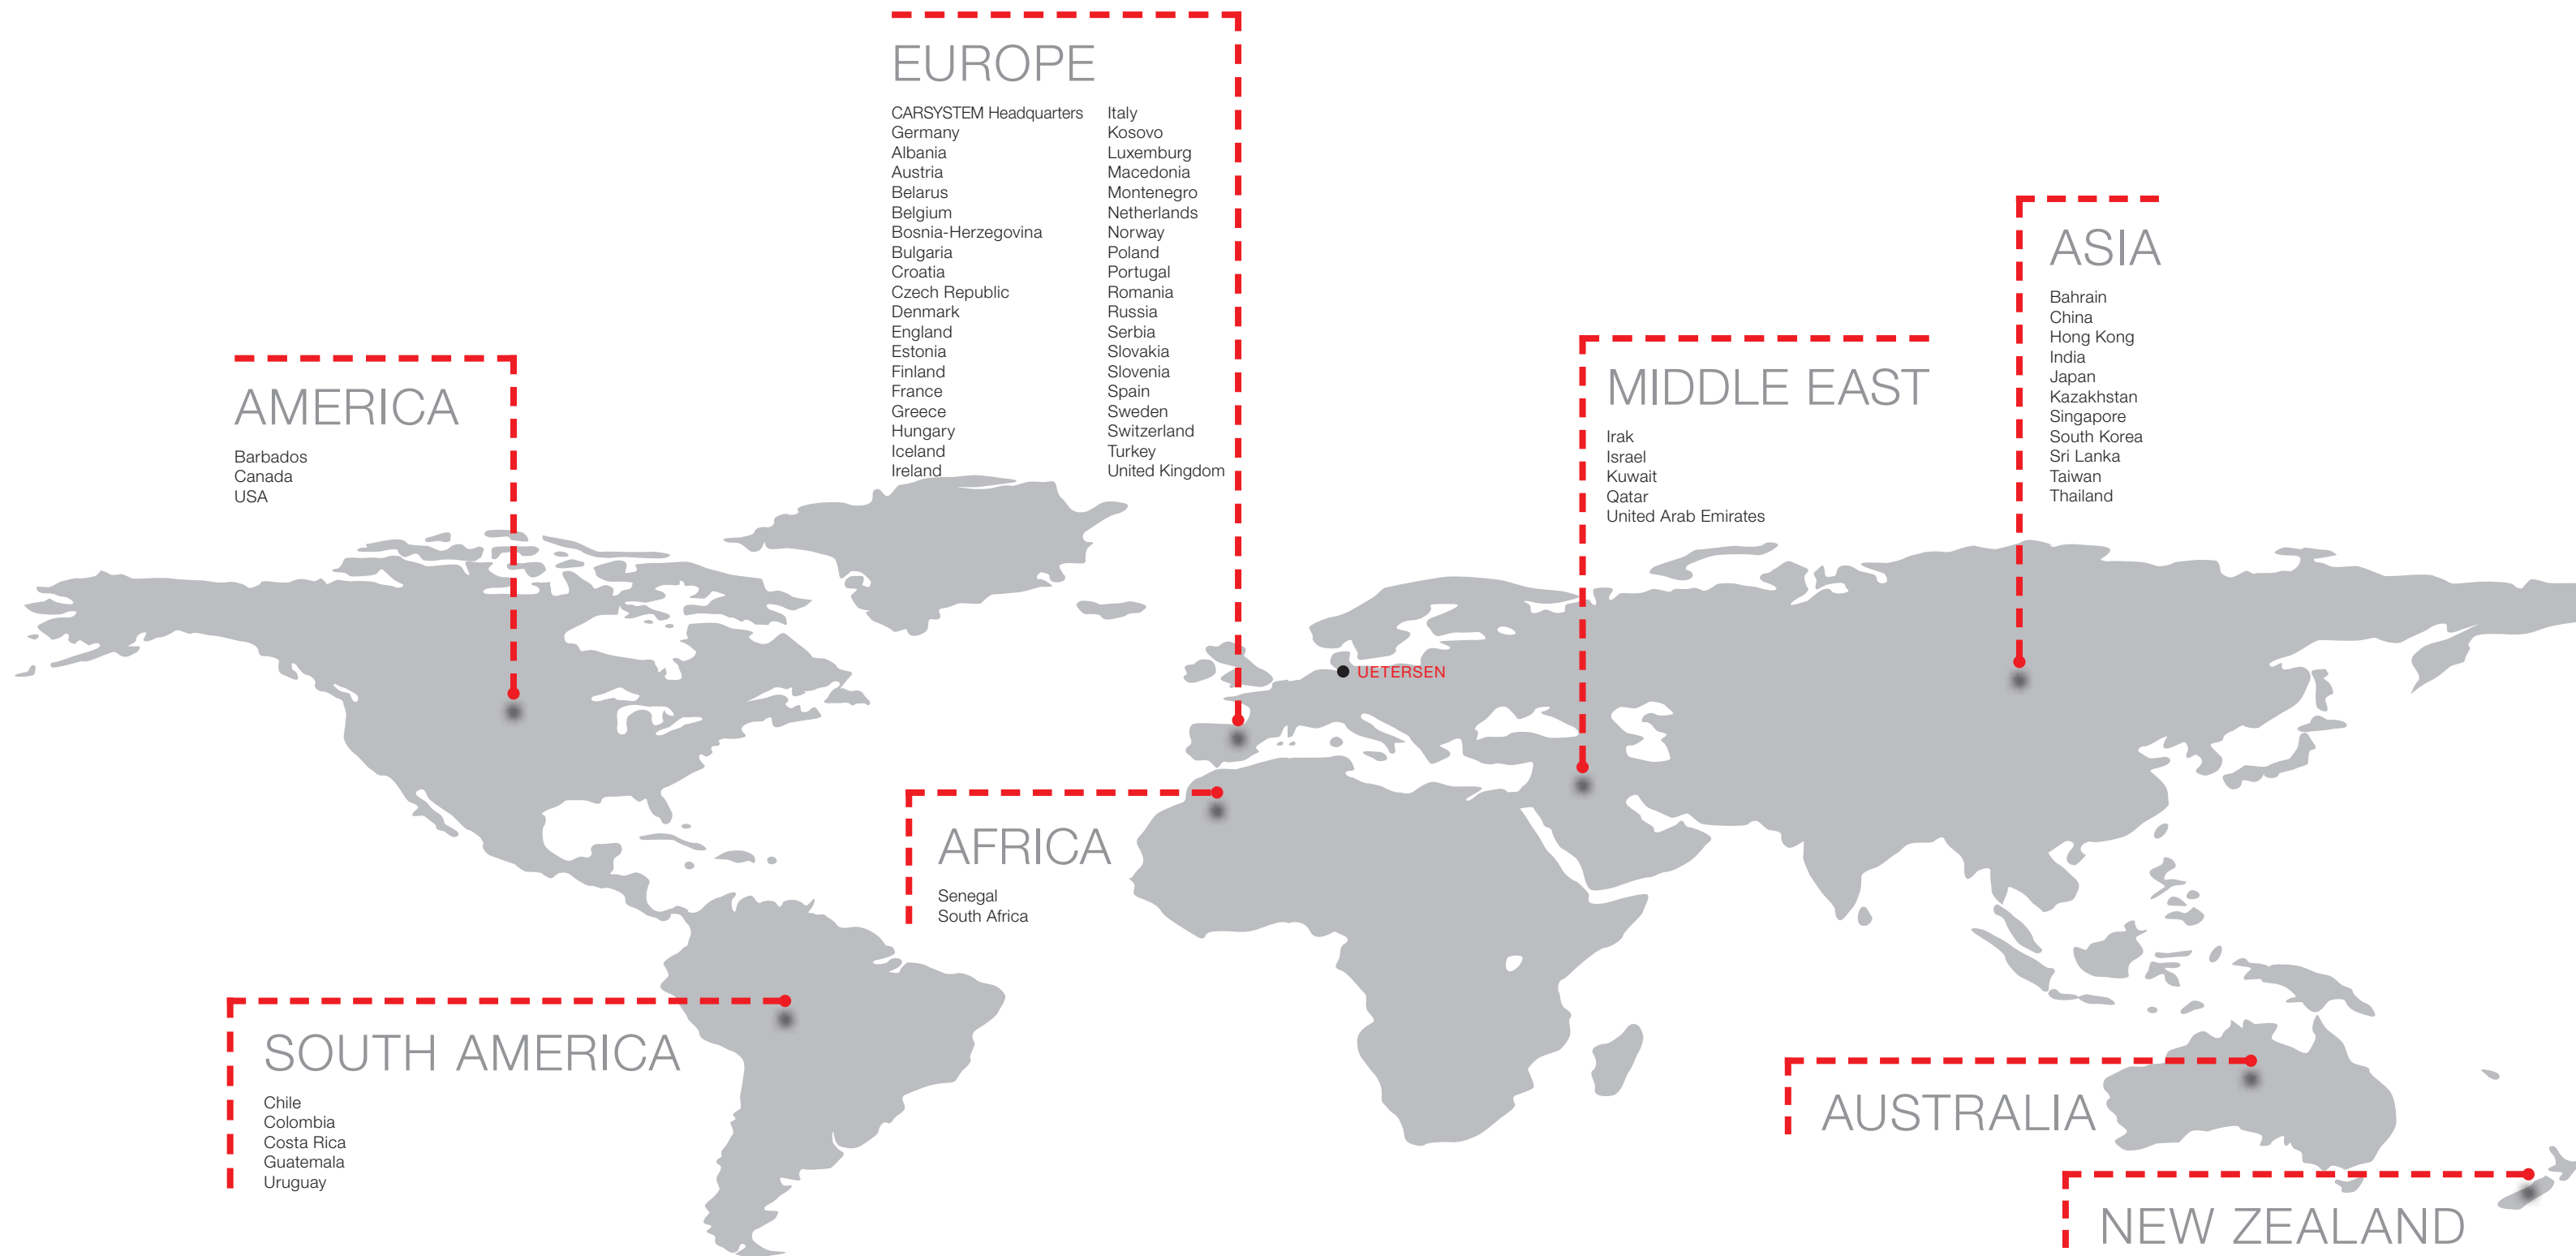 EUROPE
CARSYSTEM Headquarters
Germany
Albania
Austria
Belarus
Belgium
Bosnia-Herzegovina
Bulgaria
Croatia
Czech Republic
Denmark
England
Estonia
Finland
France
Greece
Hungary
Iceland
Ireland
Italy
Kosovo
Luxemburg
Macedonia
Montenegro
Netherlands
Norway
Poland
Portugal
Romania
Russia
Serbia
Slovakia
Slovenia
Spain
Sweden
Switzerland
Turkey
United Kingdom
ASIA
Bahrain
China
Hong Kong
India
Japan
Kazakhstan
Singapore
South Korea
Sri Lanka
Taiwan
Thailand
MIDDLE EAST
Irak
Israel
Kuwait
Qatar
United Arab Emirates
AMERICA
Barbados
Canada
USA
UETERSEN
AFRICA
Senegal
South Africa
SOUTH AMERICA
Chile
Colombia
Costa Rica
Guatemala
Uruguay
AUSTRALIA
NEW ZEALAND